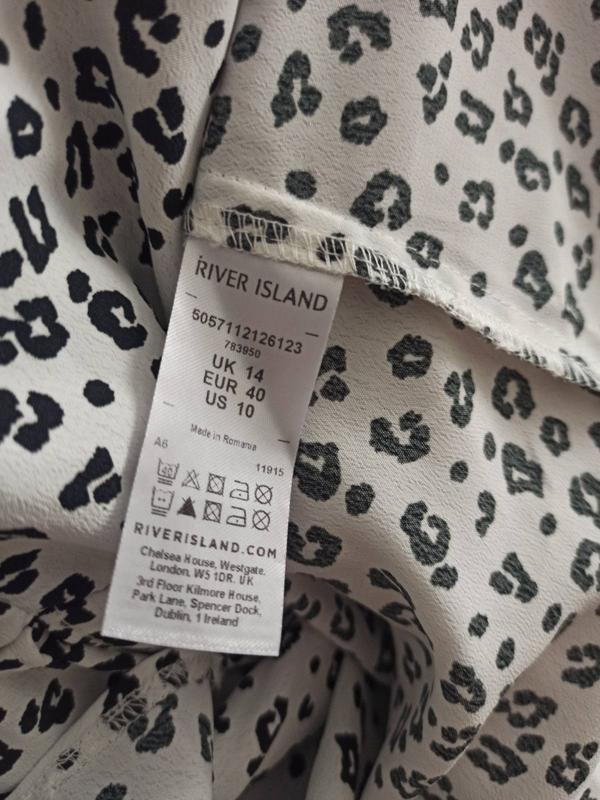 RIVER ISLAND
5057112126123
783950
UK 14
EUR 40
US 10
Made in Romania
A6
11915
40
RIVERISLAND.COM
Chelsea House, Westgate,
London, W5 1DR. UK
3rd Floor Kilmore House,
Park Lane, Spencer Dock,
Dublin, 1 Ireland